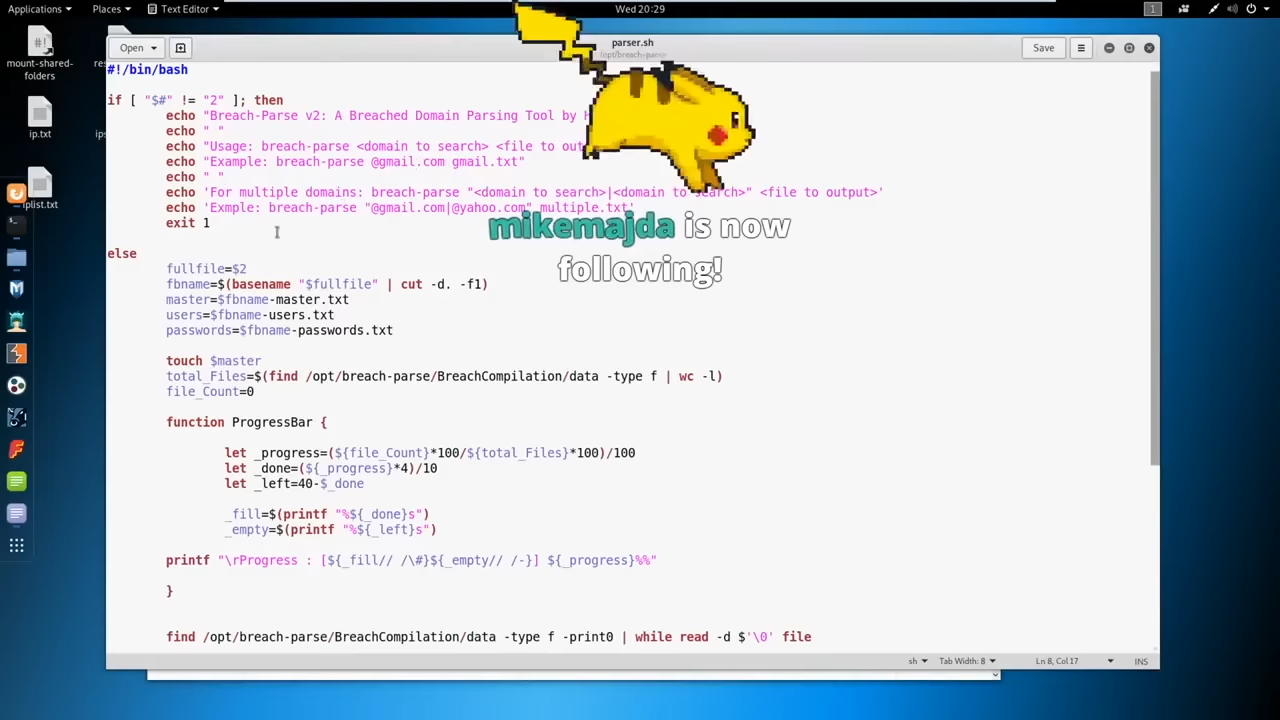 Applications Places Text Editor Wed 20:29 1
mount-shared-folders
ip.txt
iplist.txt
Open parser.sh Save
/opt/breach-parse
#!/bin/bash
if [ "$#" != "2" ]; then
echo "Breach-Parse v2: A Breached Domain Parsing Tool by
echo " "
echo "Usage: breach-parse <domain to search> <file to out
echo "Example: breach-parse @gmail.com gmail.txt"
echo " "
echo 'For multiple domains: breach-parse "<domain to search>|<domain to search>" <file to output>'
echo 'Exmple: breach-parse "@gmail.com|@yahoo.com" multiple.txt'
exit 1
mikemajda is now
following!
else
fullfile=$2
fbname=$(basename "$fullfile" | cut -d. -f1)
master=$fbname-master.txt
users=$fbname-users.txt
passwords=$fbname-passwords.txt
touch $master
total_Files=$(find /opt/breach-parse/BreachCompilation/data -type f | wc -l)
file_Count=0
function ProgressBar {
let _progress=(${file_Count}*100/${total_Files}*100)/100
let _done=(${_progress}*4)/10
let _left=40-$_done
_fill=$(printf "%${_done}s")
_empty=$(printf "%${_left}s")
printf "\rProgress : [${_fill// /\#}${_empty// /-}] ${_progress}%%"
}
find /opt/breach-parse/BreachCompilation/data -type f -print0 | while read -d $'\0' file
sh Tab Width: 8 Ln 8, Col 17 INS